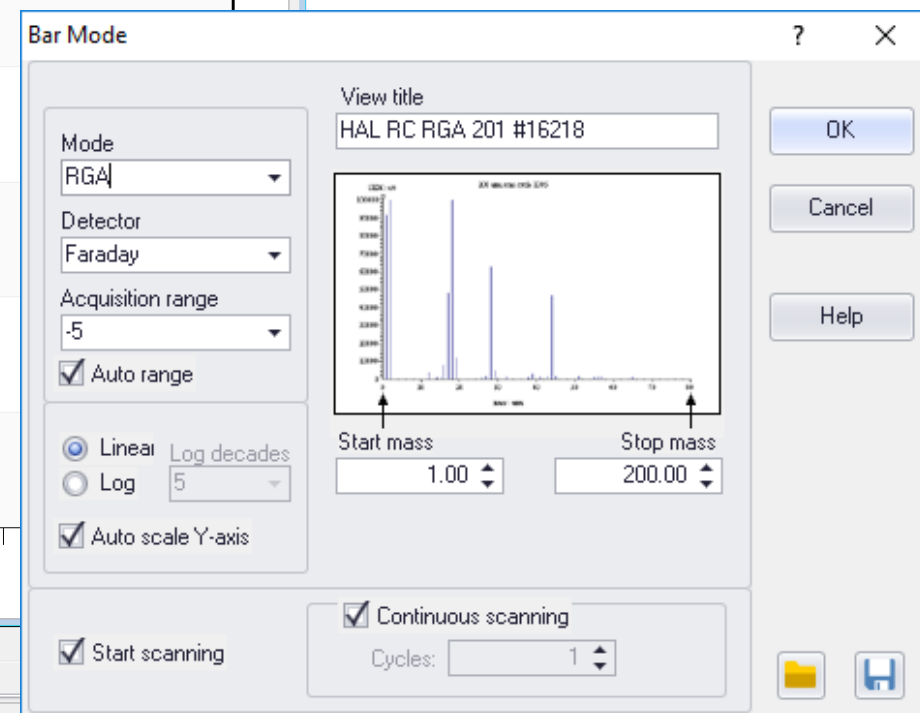 Bar Mode
?
View title
HAL RC RGA 201 #16218
OK
Mode
RGA
Cancel
Detector
Faraday
Acquisition range
-5
Help
Auto range
Start mass
Stop mass
1.00
200.00
Linear
Log decades
Log
5
Auto scale Y-axis
Continuous scanning
Start scanning
Cycles:
1